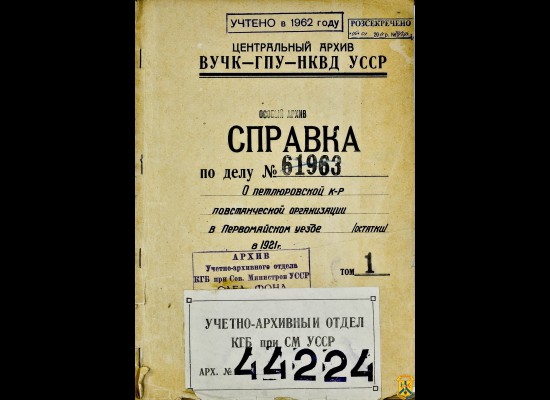 УЧТЕНО в 1962 году
РОЗСЕКРЕЧЕНО
ЦЕНТРАЛЬНЫЙ АРХИВ
ВУЧК—ГПУ—НКВД УССР
ОСОБЫЙ АРХИВ
СПРАВКА
по делу № 61963
О петлюровской к-р
повстанческой организации
в Первомайском уезде /остатки/
в 1921г.
АРХИВ
Учетно-архивного отдела
КГБ при Сов. Министров УССР
ФОНА
том 1
УЧЕТНО-АРХИВНЫИ ОТДЕЛ
КГБ при СМ УССР
АРХ. № 44224